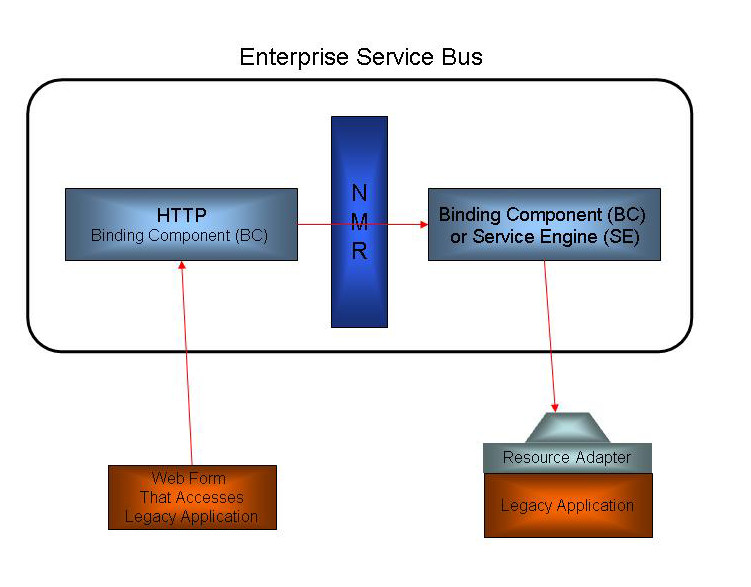 Enterprise Service Bus
N
M
R
HTTP
Binding Component (BC)
Binding Component (BC)
or Service Engine (SE)
Web Form
That Accesses
Legacy Application
Resource Adapter
Legacy Application